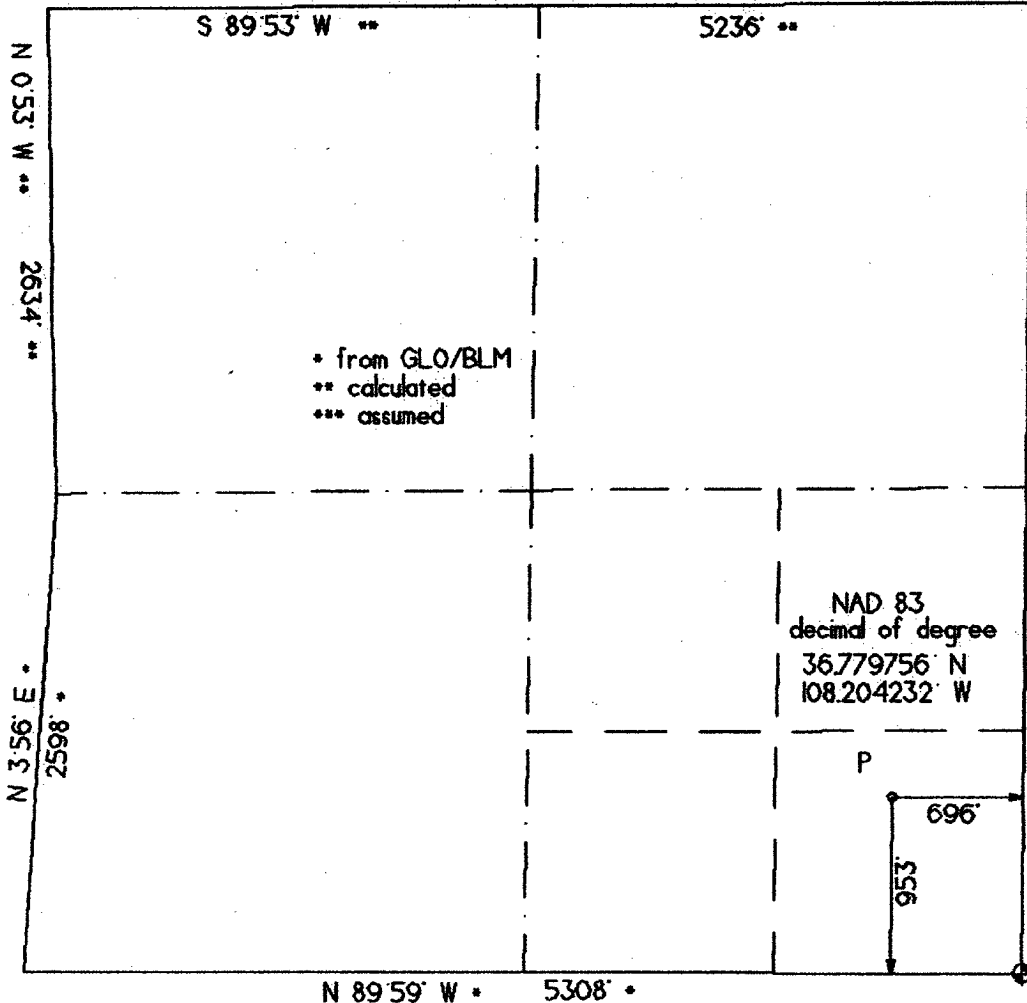 S 89°53' W ** 5236' **
N 0°53' W ** 2634' **
* from GLO/BLM
** calculated
*** assumed
NAD 83
decimal of degree
36.779756° N
108.204232° W
N 3°56' E *
2598' *
P
696'
953'
N 89°59' W * 5308' *